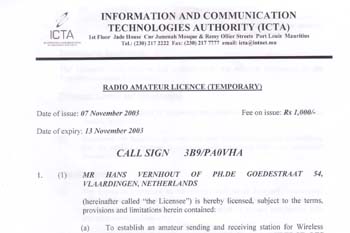 ICTA
INFORMATION AND COMMUNICATION
TECHNOLOGIES AUTHORITY (ICTA)
1st Floor Jade House Cnr Jummah Mosque & Remy Ollier Streets Port Louis Mauritius
Tel.: (230) 217 2222 Fax: (230) 217 7777 email: icta@intnet.mu
RADIO AMATEUR LICENCE (TEMPORARY)
Date of issue: 07 November 2003 Fee on issue: Rs 1,000/-
Date of expiry: 13 November 2003
CALL SIGN 3B9/PA0VHA
1. (1) MR HANS VERNHOUT OF PH.DE GOEDESTRAAT 54,
VLAARDINGEN, NETHERLANDS
(hereinafter called "the Licensee") is hereby licensed, subject to the terms,
provisions and limitations herein contained:
(a) To establish an amateur sending and receiving station for Wireless